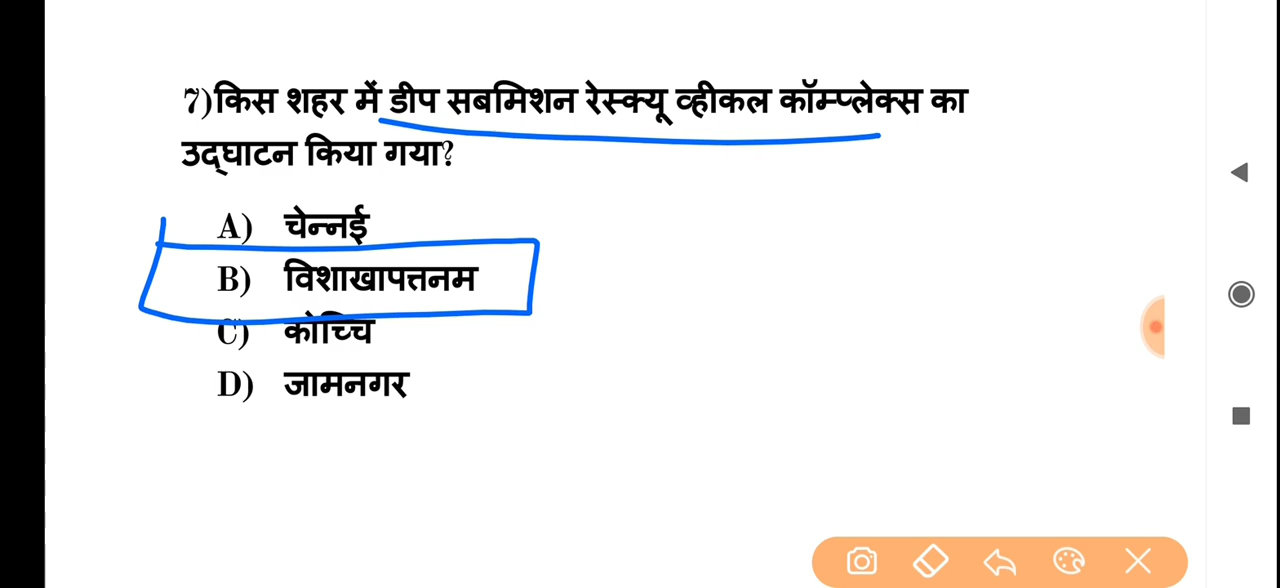 7)किस शहर में डीप सबमिशन रेस्क्यू व्हीकल कॉम्प्लेक्स का
उद्घाटन किया गया?
A) चेन्नई
B) विशाखापत्तनम
C) कोच्चि
D) जामनगर